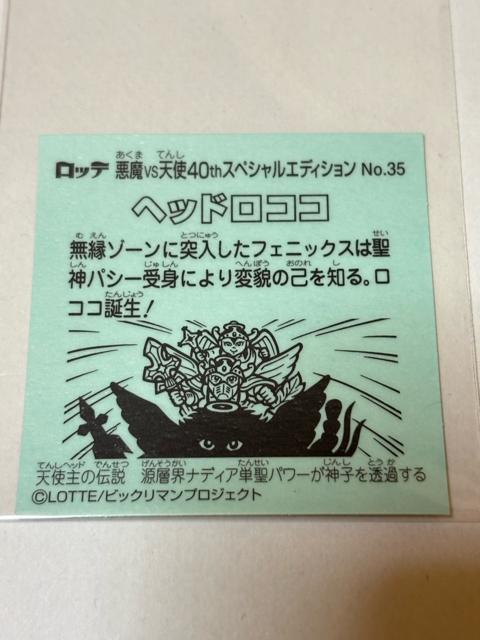 ロッテ 悪魔VS天使40thスペシャルエディション No.35
ヘッドロココ
無縁ゾーンに突入したフェニックスは聖
神パシー受身により変貌の己を知る。ロ
ココ誕生!
天使主の伝説 源層界ナディア単聖パワーが神子を透過する
©LOTTE/ビックリマンプロジェクト